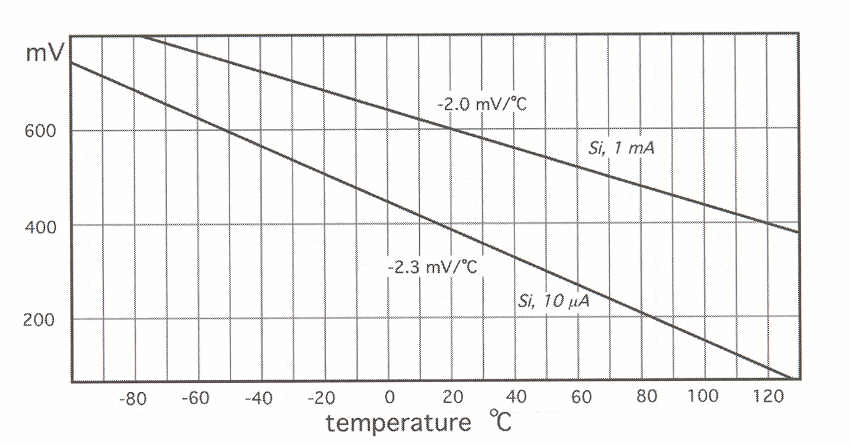 mV
-2.0 mV/°C
600
Si, 1 mA
400
-2.3 mV/°C
Si, 10 μA
200
-80 -60 -40 -20 0 20 40 60 80 100 120
temperature °C